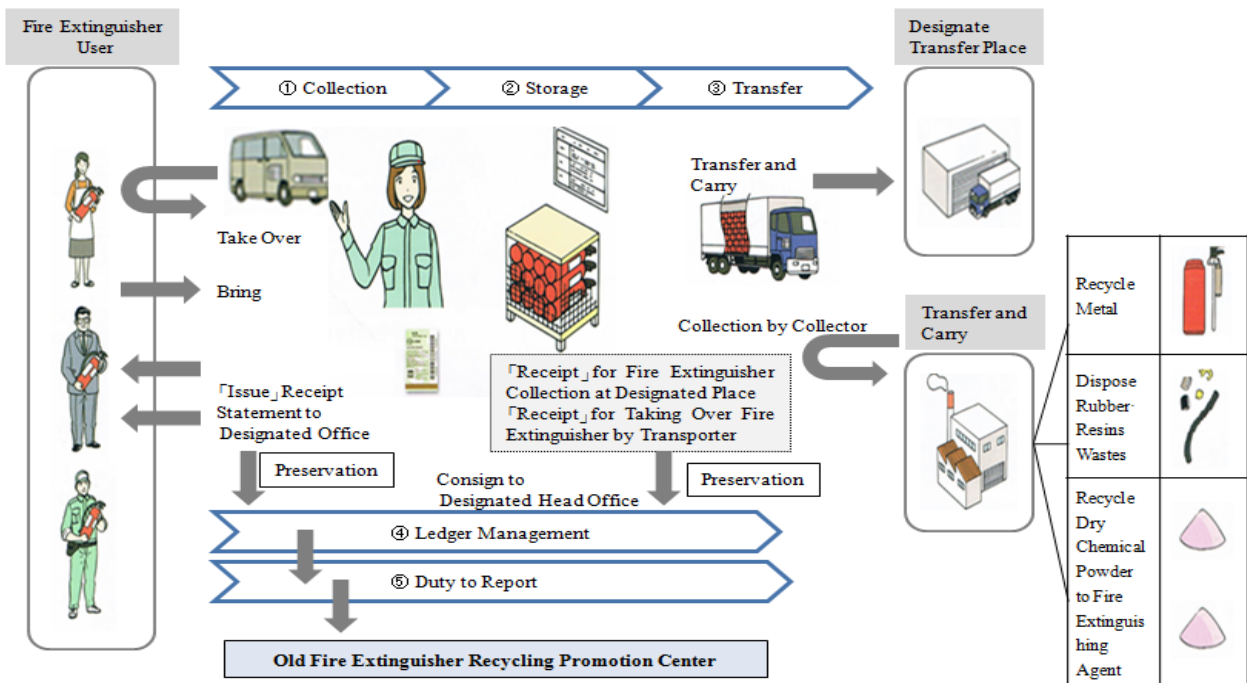 Fire Extinguisher
User
Designate
Transfer Place
① Collection
② Storage
③ Transfer
Transfer and
Carry
Take Over
Bring
Collection by Collector
Transfer and
Carry
「Issue」Receipt
Statement to
Designated Office
「Receipt」for Fire Extinguisher
Collection at Designated Place
「Receipt」for Taking Over Fire
Extinguisher by Transporter
Preservation
Consign to
Designated Head Office
Preservation
④ Ledger Management
⑤ Duty to Report
Old Fire Extinguisher Recycling Promotion Center
Recycle
Metal
Dispose
Rubber·
Resins
Wastes
Recycle
Dry
Chemical
Powder
to Fire
Extinguis
hing
Agent